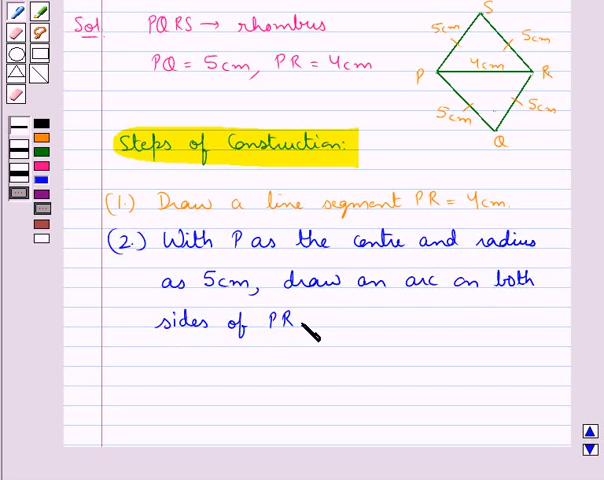 Sol PQRS → rhombus
PQ = 5cm, PR = 4cm
S
5cm
5cm
P
4cm
R
5cm
5cm
Q
Steps of Construction:
(1.) Draw a line segment PR = 4cm.
(2.) With P as the centre and radius
as 5cm, draw an arc on both
sides of PR